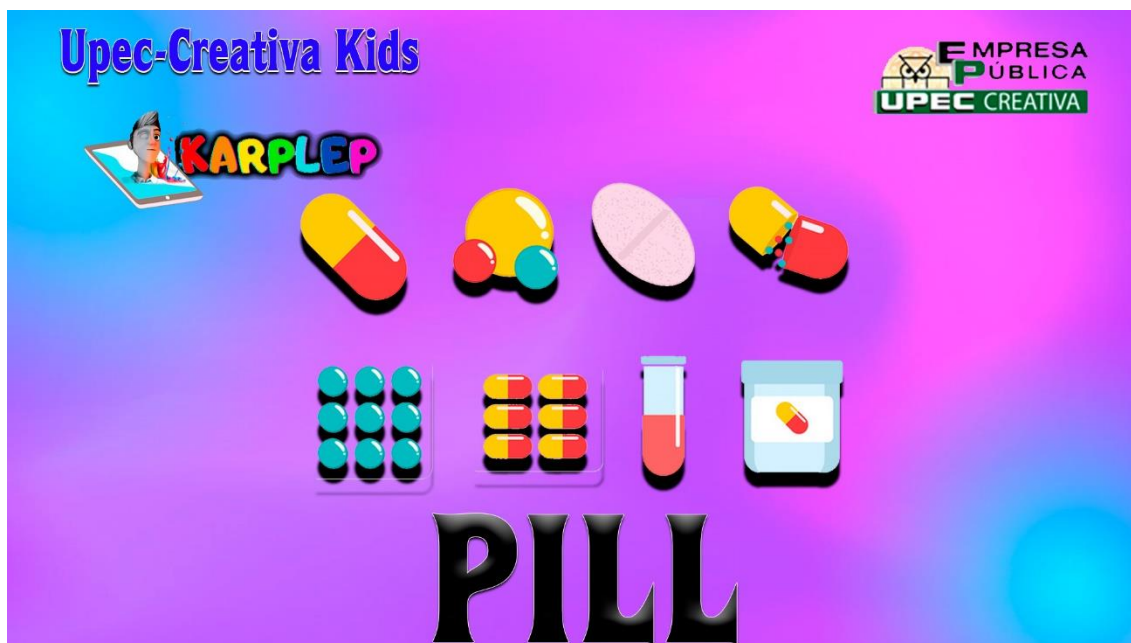 Upec-Creativa Kids
EMPRESA
PÚBLICA
UPEC CREATIVA
KARPLEP
PILL